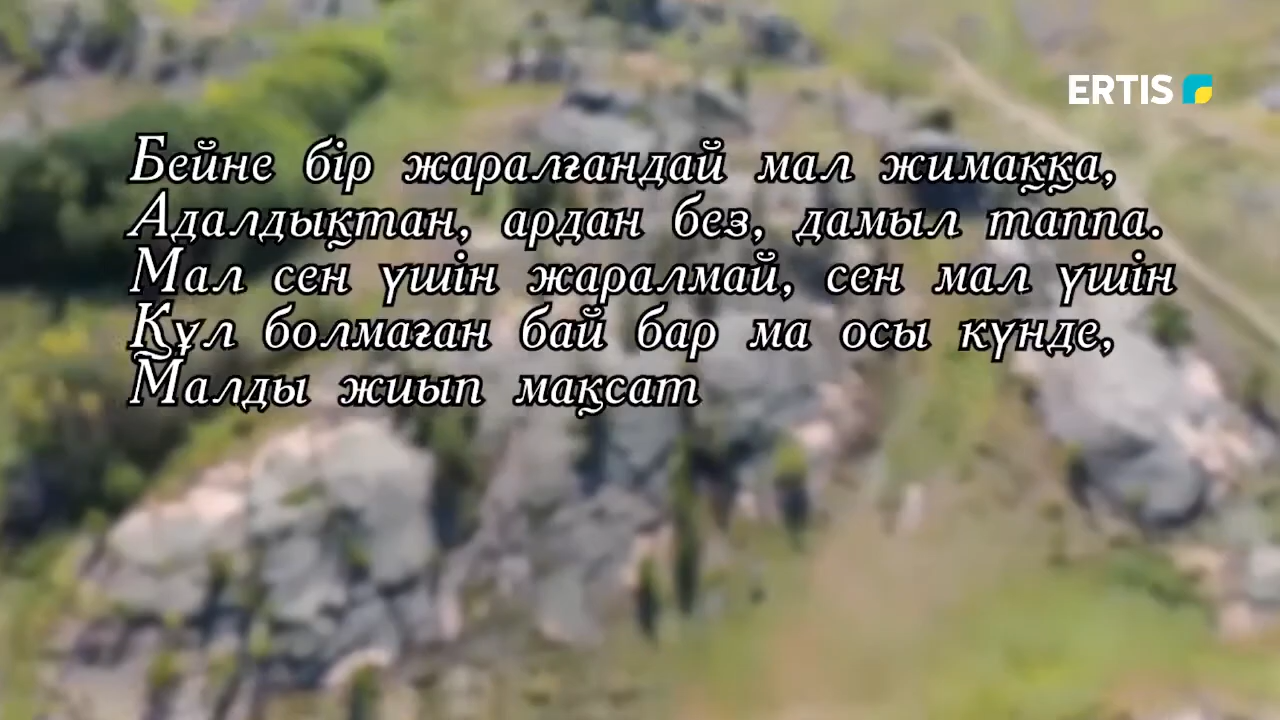 ERTIS
Бейне бір жаралғандай мал жимаққа,
Адалдықтан, ардан без, дамыл таппа.
Мал сен үшін жаралмай, сен мал үшін
Құл болмаған бай бар ма осы күнде,
Малды жиып мақсат